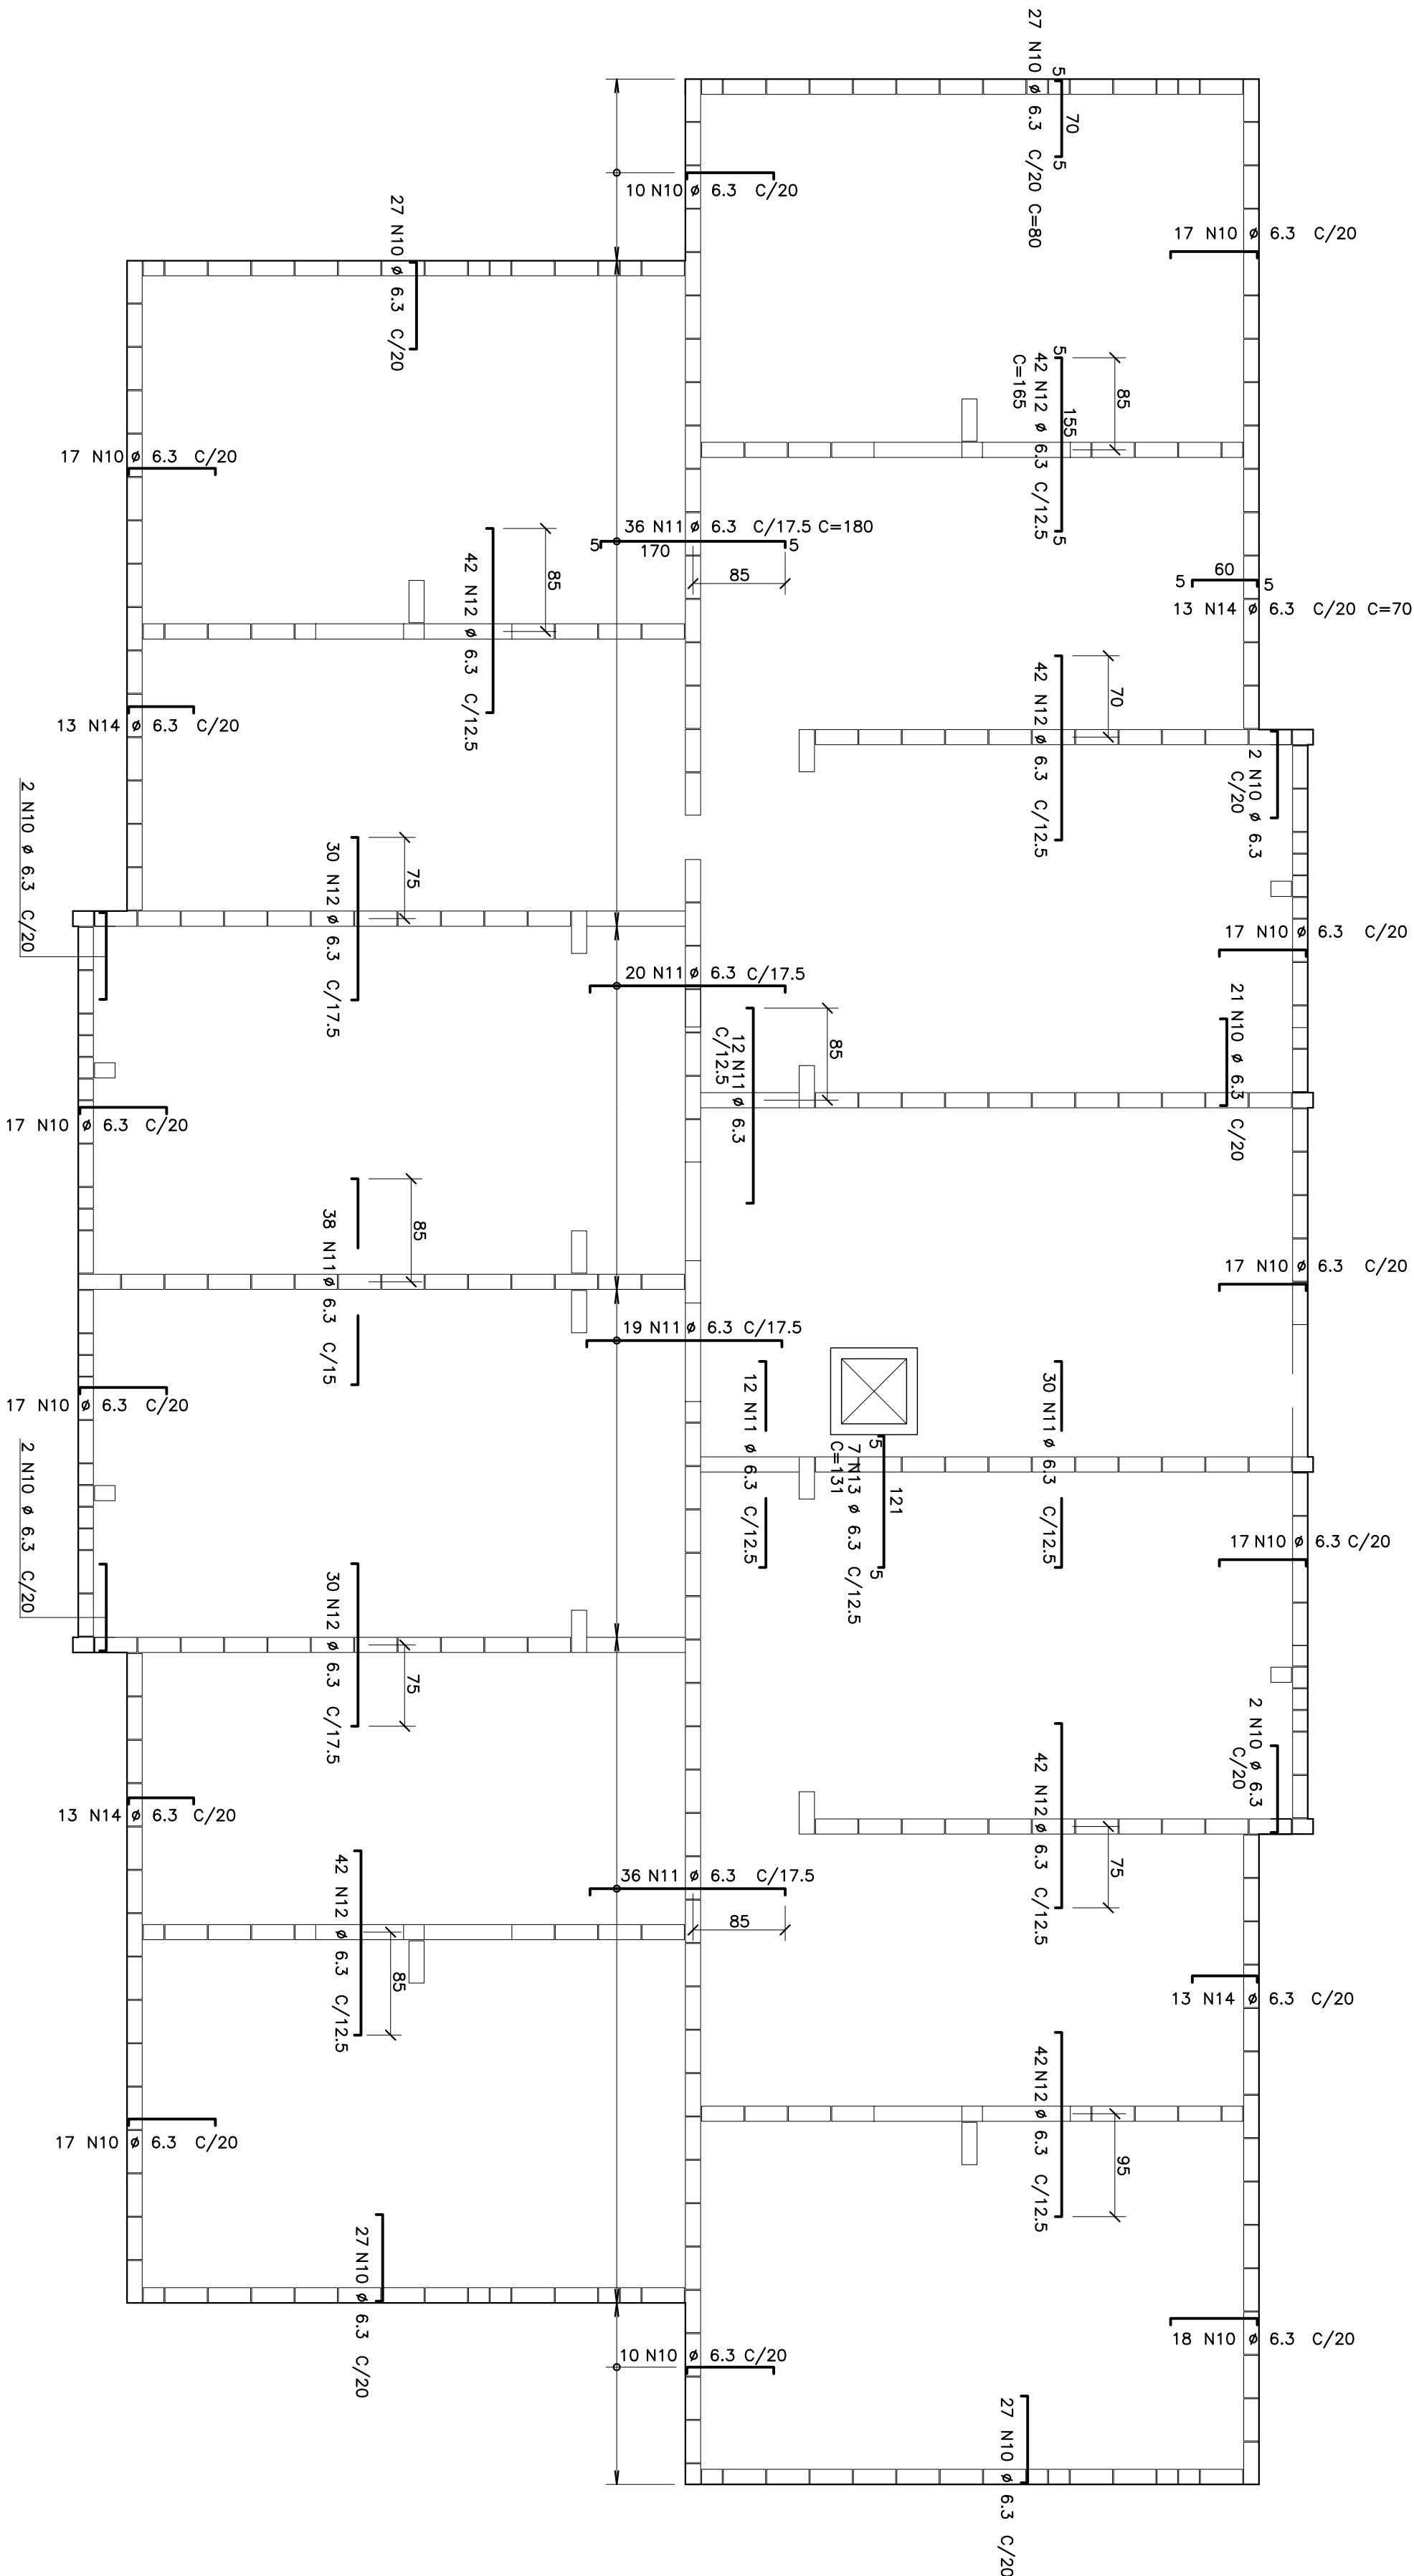 27 N10 ø 6.3 C/20 C=80
5
70
5
10 N10 ø 6.3 C/20
17 N10 ø 6.3 C/20
27 N10 ø 6.3 C/20
5
42 N12 ø 6.3 C/12.5
C=165
155
5
85
17 N10 ø 6.3 C/20
36 N11 ø 6.3 C/17.5 C=180
5
170
5
85
42 N12 ø 6.3 C/12.5
85
60
5
5
13 N14 ø 6.3 C/20 C=70
13 N14 ø 6.3 C/20
42 N12 ø 6.3 C/12.5
70
2 N10 ø 6.3
C/20
2 N10 ø 6.3 C/20
30 N12 ø 6.3 C/17.5
75
17 N10 ø 6.3 C/20
20 N11 ø 6.3 C/17.5
12 N11 ø 6.3
C/12.5
85
21 N10 ø 6.3 C/20
17 N10 ø 6.3 C/20
38 N11 ø 6.3 C/15
85
17 N10 ø 6.3 C/20
19 N11 ø 6.3 C/17.5
12 N11 ø 6.3 C/12.5
30 N11 ø 6.3 C/12.5
17 N10 ø 6.3 C/20
5
7 N13 ø 6.3 C/12.5
C=131
121
5
2 N10 ø 6.3 C/20
17 N10 ø 6.3 C/20
30 N12 ø 6.3 C/17.5
75
2 N10 ø 6.3
C/20
42 N12 ø 6.3 C/12.5
75
13 N14 ø 6.3 C/20
36 N11 ø 6.3 C/17.5
85
42 N12 ø 6.3 C/12.5
85
13 N14 ø 6.3 C/20
42 N12 ø 6.3 C/12.5
95
17 N10 ø 6.3 C/20
27 N10 ø 6.3 C/20
18 N10 ø 6.3 C/20
10 N10 ø 6.3 C/20
27 N10 ø 6.3 C/20